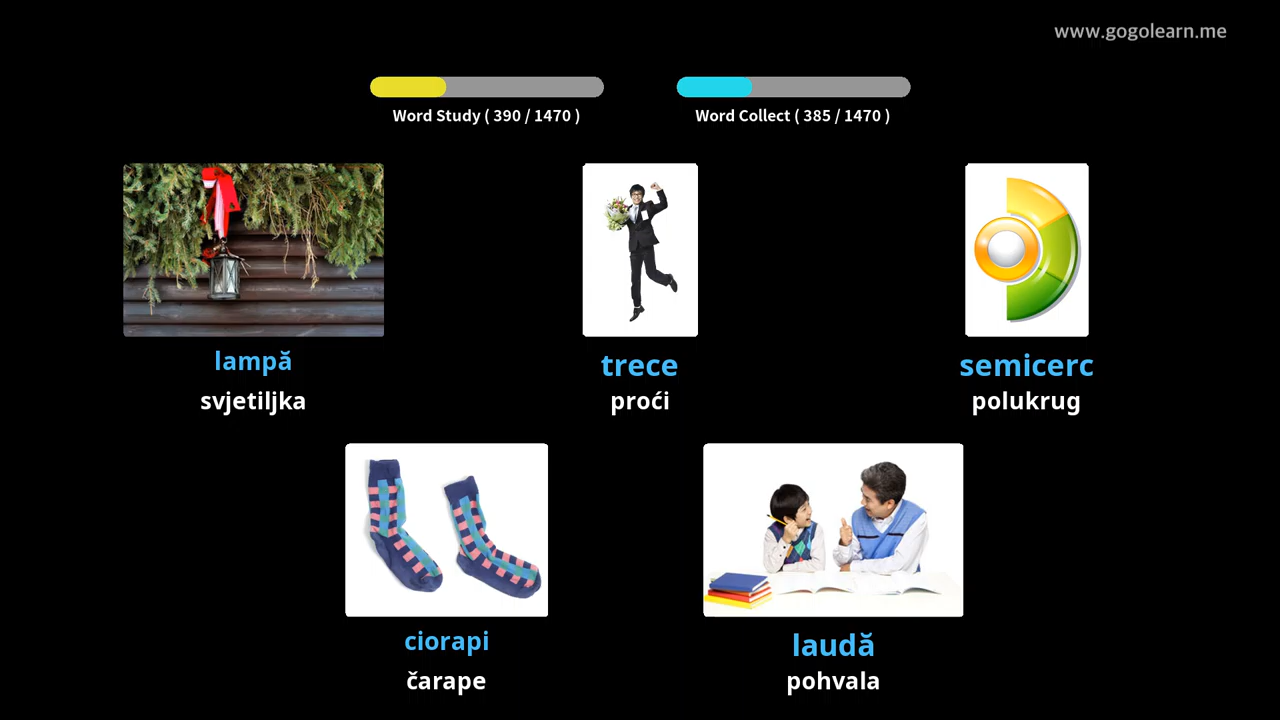 www.gogolearn.me
Word Study ( 390 / 1470 )
Word Collect ( 385 / 1470 )
lampă
svjetiljka
trece
proći
semicerc
polukrug
ciorapi
čarape
laudă
pohvala